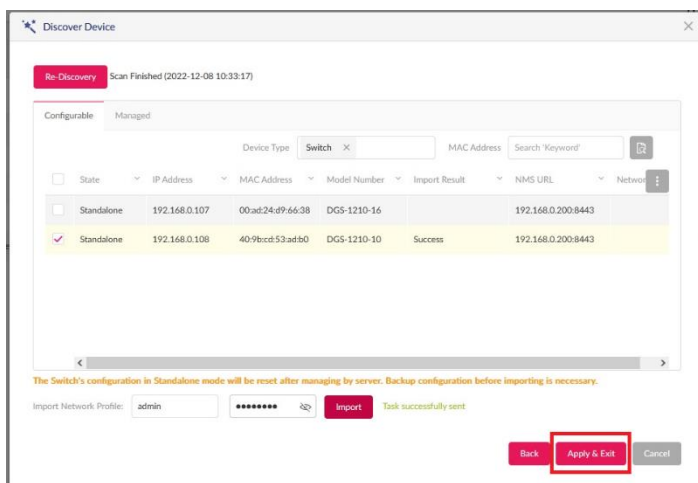 Discover Device
Re-Discovery Scan Finished (2022-12-08 10:33:17)
Configurable Managed
Device Type Switch × MAC Address Search 'Keyword'
State IP Address MAC Address Model Number Import Result NMS URL Networ
Standalone 192.168.0.107 00:ad:24:d9:66:38 DGS-1210-16 192.168.0.200:8443
Standalone 192.168.0.108 40:9b:cd:53:ad:b0 DGS-1210-10 Success 192.168.0.200:8443
The Switch's configuration in Standalone mode will be reset after managing by server. Backup configuration before importing is necessary.
Import Network Profile: admin •••••••• Import Task successfully sent
Back Apply & Exit Cancel